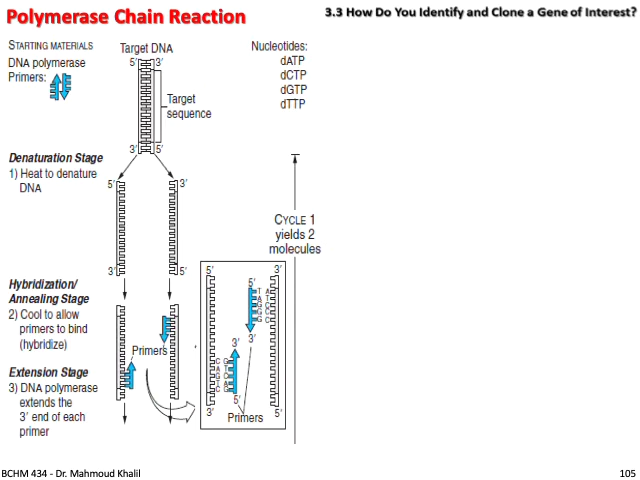 Polymerase Chain Reaction
3.3 How Do You Identify and Clone a Gene of Interest?
STARTING MATERIALS
DNA polymerase
Primers:
Target DNA
5′ 3′
Target
sequence
3′ 5′
Nucleotides:
dATP
dCTP
dGTP
dTTP
Denaturation Stage
1) Heat to denature
DNA
5′ 3′
3′ 5′
CYCLE 1
yields 2
molecules
Hybridization/
Annealing Stage
2) Cool to allow
primers to bind
(hybridize)
Primers
Extension Stage
3) DNA polymerase
extends the
3′ end of each
primer
5′ 3′
5′
T A
A T
G C
G C
G C
3′ 3′
C G
A T
G C
T A
C G
5′
3′ 5′
Primers
BCHM 434 - Dr. Mahmoud Khalil
105